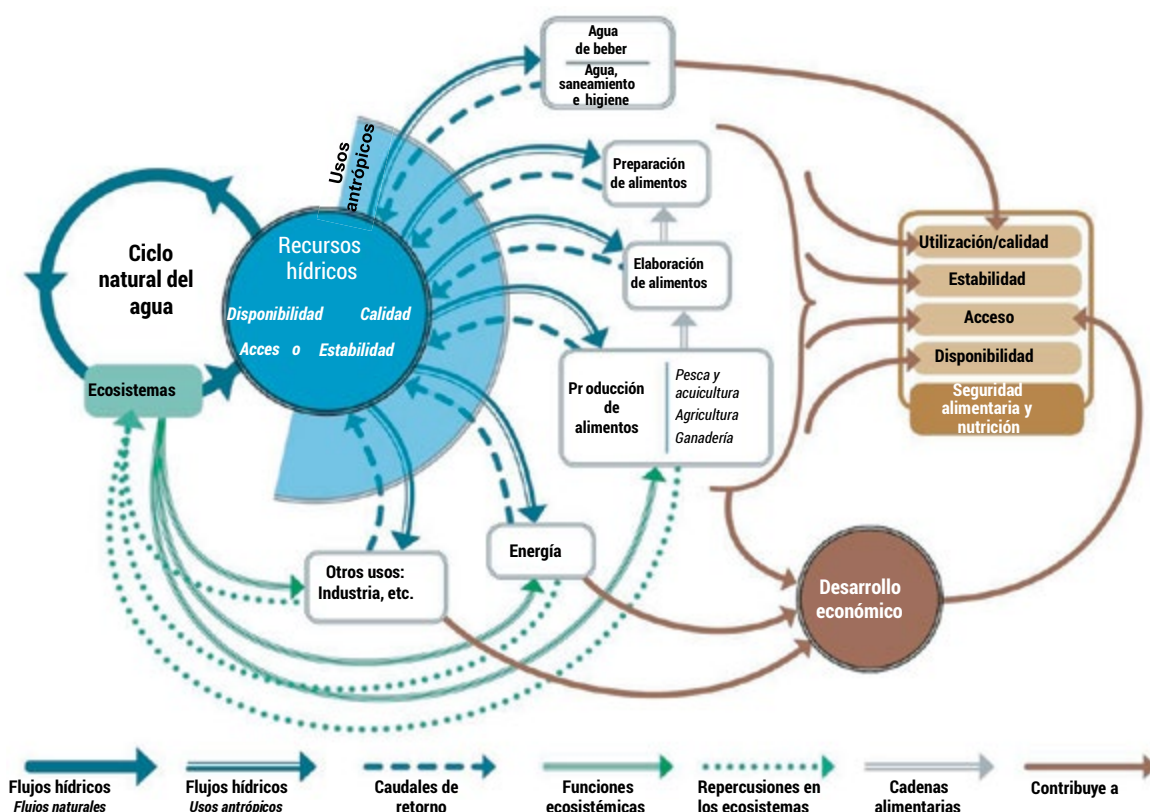 Agua
de beber
Agua,
saneamiento
e higiene
Usos
antrópicos
Preparación
de alimentos
Ciclo
natural del
agua
Recursos
hídricos
Disponibilidad Calidad
Acces o Estabilidad
Elaboración
de alimentos
Utilización/calidad
Estabilidad
Acceso
Disponibilidad
Seguridad
alimentaria y
nutrición
Ecosistemas
Pr oducción
de
alimentos
Pesca y
acuicultura
Agricultura
Ganadería
Energía
Otros usos:
Industria, etc.
Desarrollo
económico
Flujos hídricos
Flujos naturales
Flujos hídricos
Usos antrópicos
Caudales de
retorno
Funciones
ecosistémicas
Repercusiones en
los ecosistemas
Cadenas
alimentarias
Contribuye a